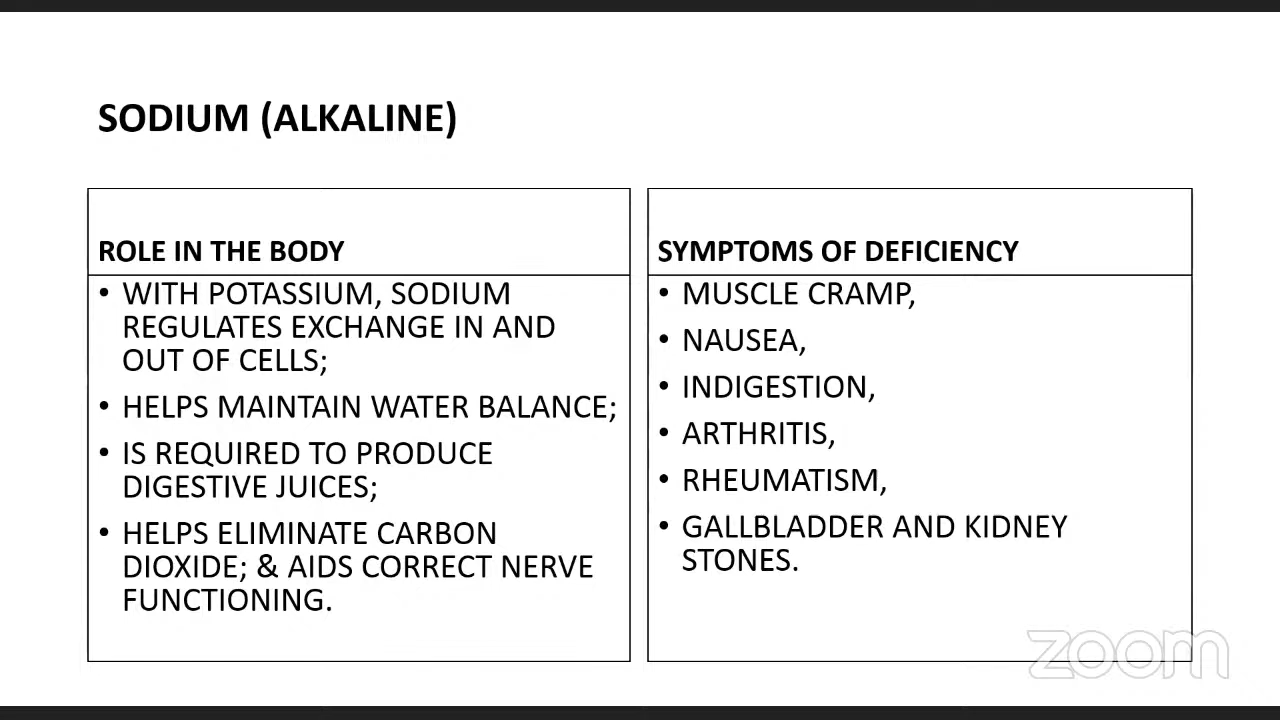 SODIUM (ALKALINE)
ROLE IN THE BODY
• WITH POTASSIUM, SODIUM
REGULATES EXCHANGE IN AND
OUT OF CELLS;
• HELPS MAINTAIN WATER BALANCE;
• IS REQUIRED TO PRODUCE
DIGESTIVE JUICES;
• HELPS ELIMINATE CARBON
DIOXIDE; & AIDS CORRECT NERVE
FUNCTIONING.
SYMPTOMS OF DEFICIENCY
• MUSCLE CRAMP,
• NAUSEA,
• INDIGESTION,
• ARTHRITIS,
• RHEUMATISM,
• GALLBLADDER AND KIDNEY
STONES.
zoom